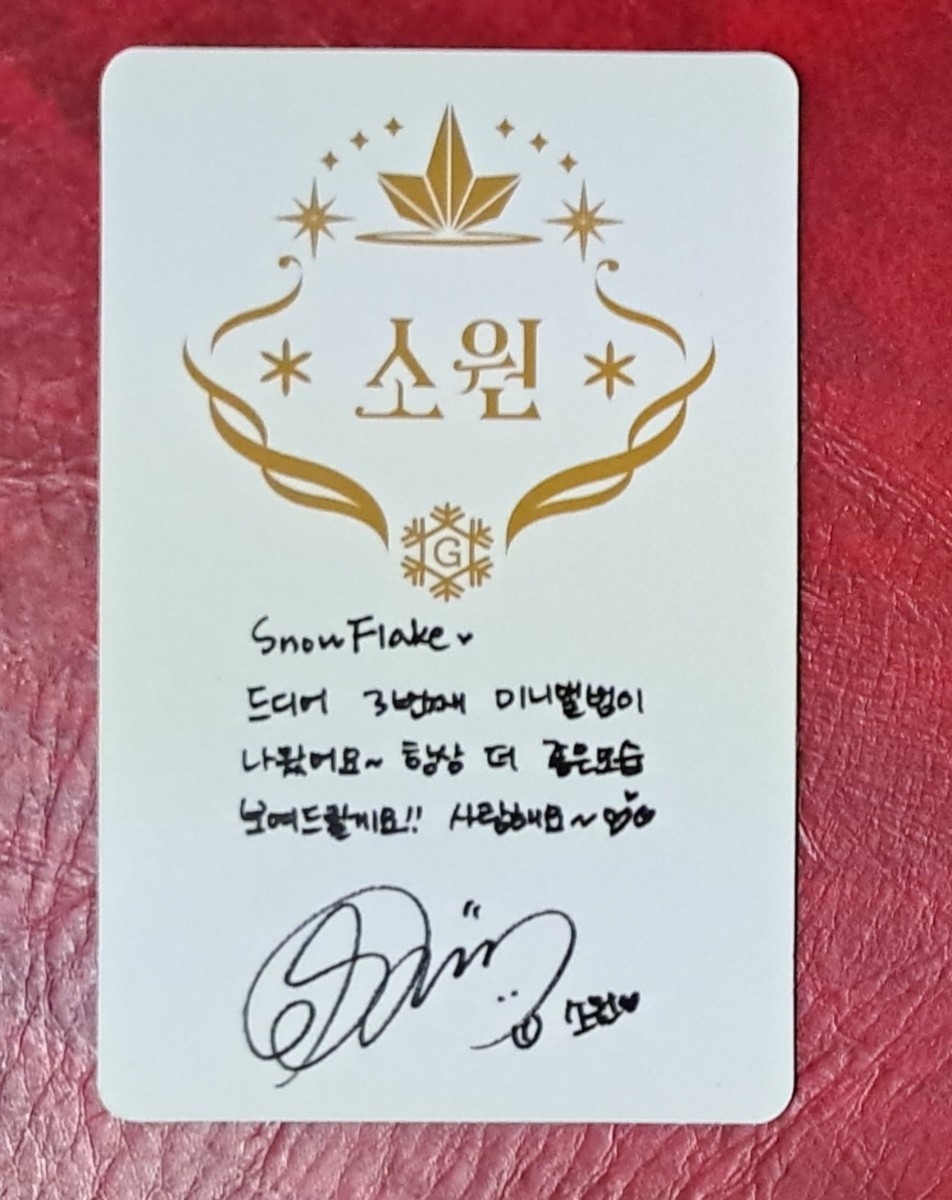 소원
G
SnowFlake♥
드디어 3번째 미니앨범이
나왔어요~ 항상 더 좋은모습
보여드릴게요!! 사랑해요~♡♡
소원♥